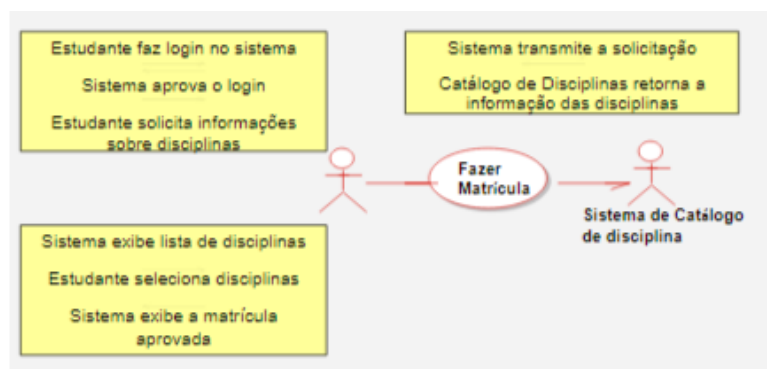 Estudante faz login no sistema
Sistema aprova o login
Estudante solicita informações
sobre disciplinas
Sistema transmite a solicitação
Catálogo de Disciplinas retorna a
informação das disciplinas
Fazer
Matrícula
Sistema de Catálogo
de disciplina
Sistema exibe lista de disciplinas
Estudante seleciona disciplinas
Sistema exibe a matrícula
aprovada